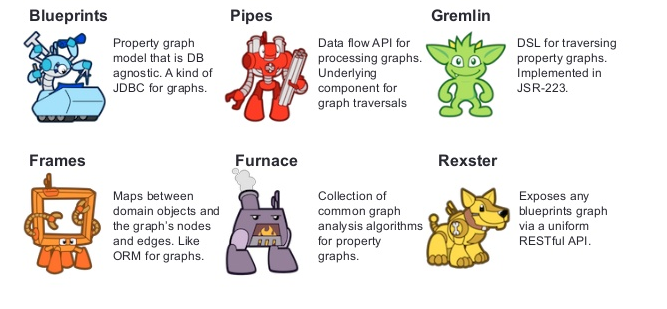 Blueprints
Property graph
model that is DB
agnostic. A kind of
JDBC for graphs.
Pipes
Data flow API for
processing graphs.
Underlying
component for
graph traversals
Gremlin
DSL for traversing
property graphs.
Implemented in
JSR-223.
Frames
Maps between
domain objects and
the graph's nodes
and edges. Like
ORM for graphs.
Furnace
Collection of
common graph
analysis algorithms
for property
graphs.
Rexster
Exposes any
blueprints graph
via a uniform
RESTful API.